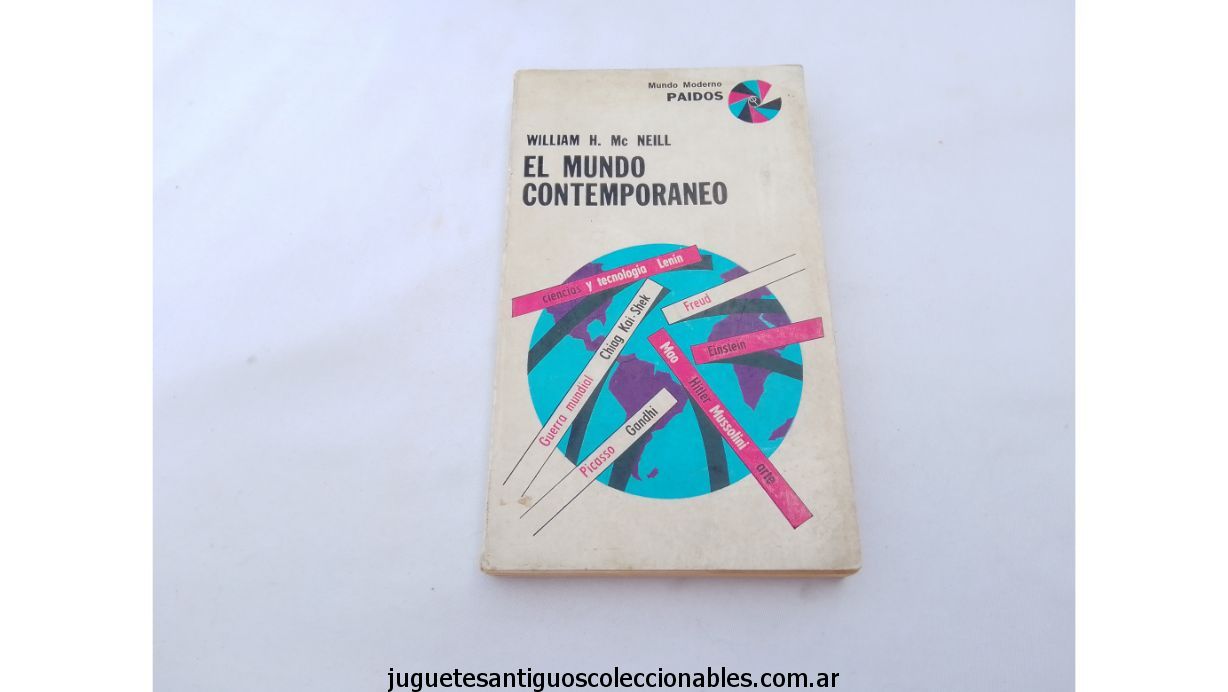 Mundo Moderno
PAIDOS
WILLIAM H. Mc NEILL
EL MUNDO
CONTEMPORANEO
ciencias y tecnología Lenin
Guerra mundial Chiag Kai-Shek
Freud
Einstein
Mao Hitler Mussolini arte
Picasso Gandhi
juguetesantiguoscoleccionables.com.ar